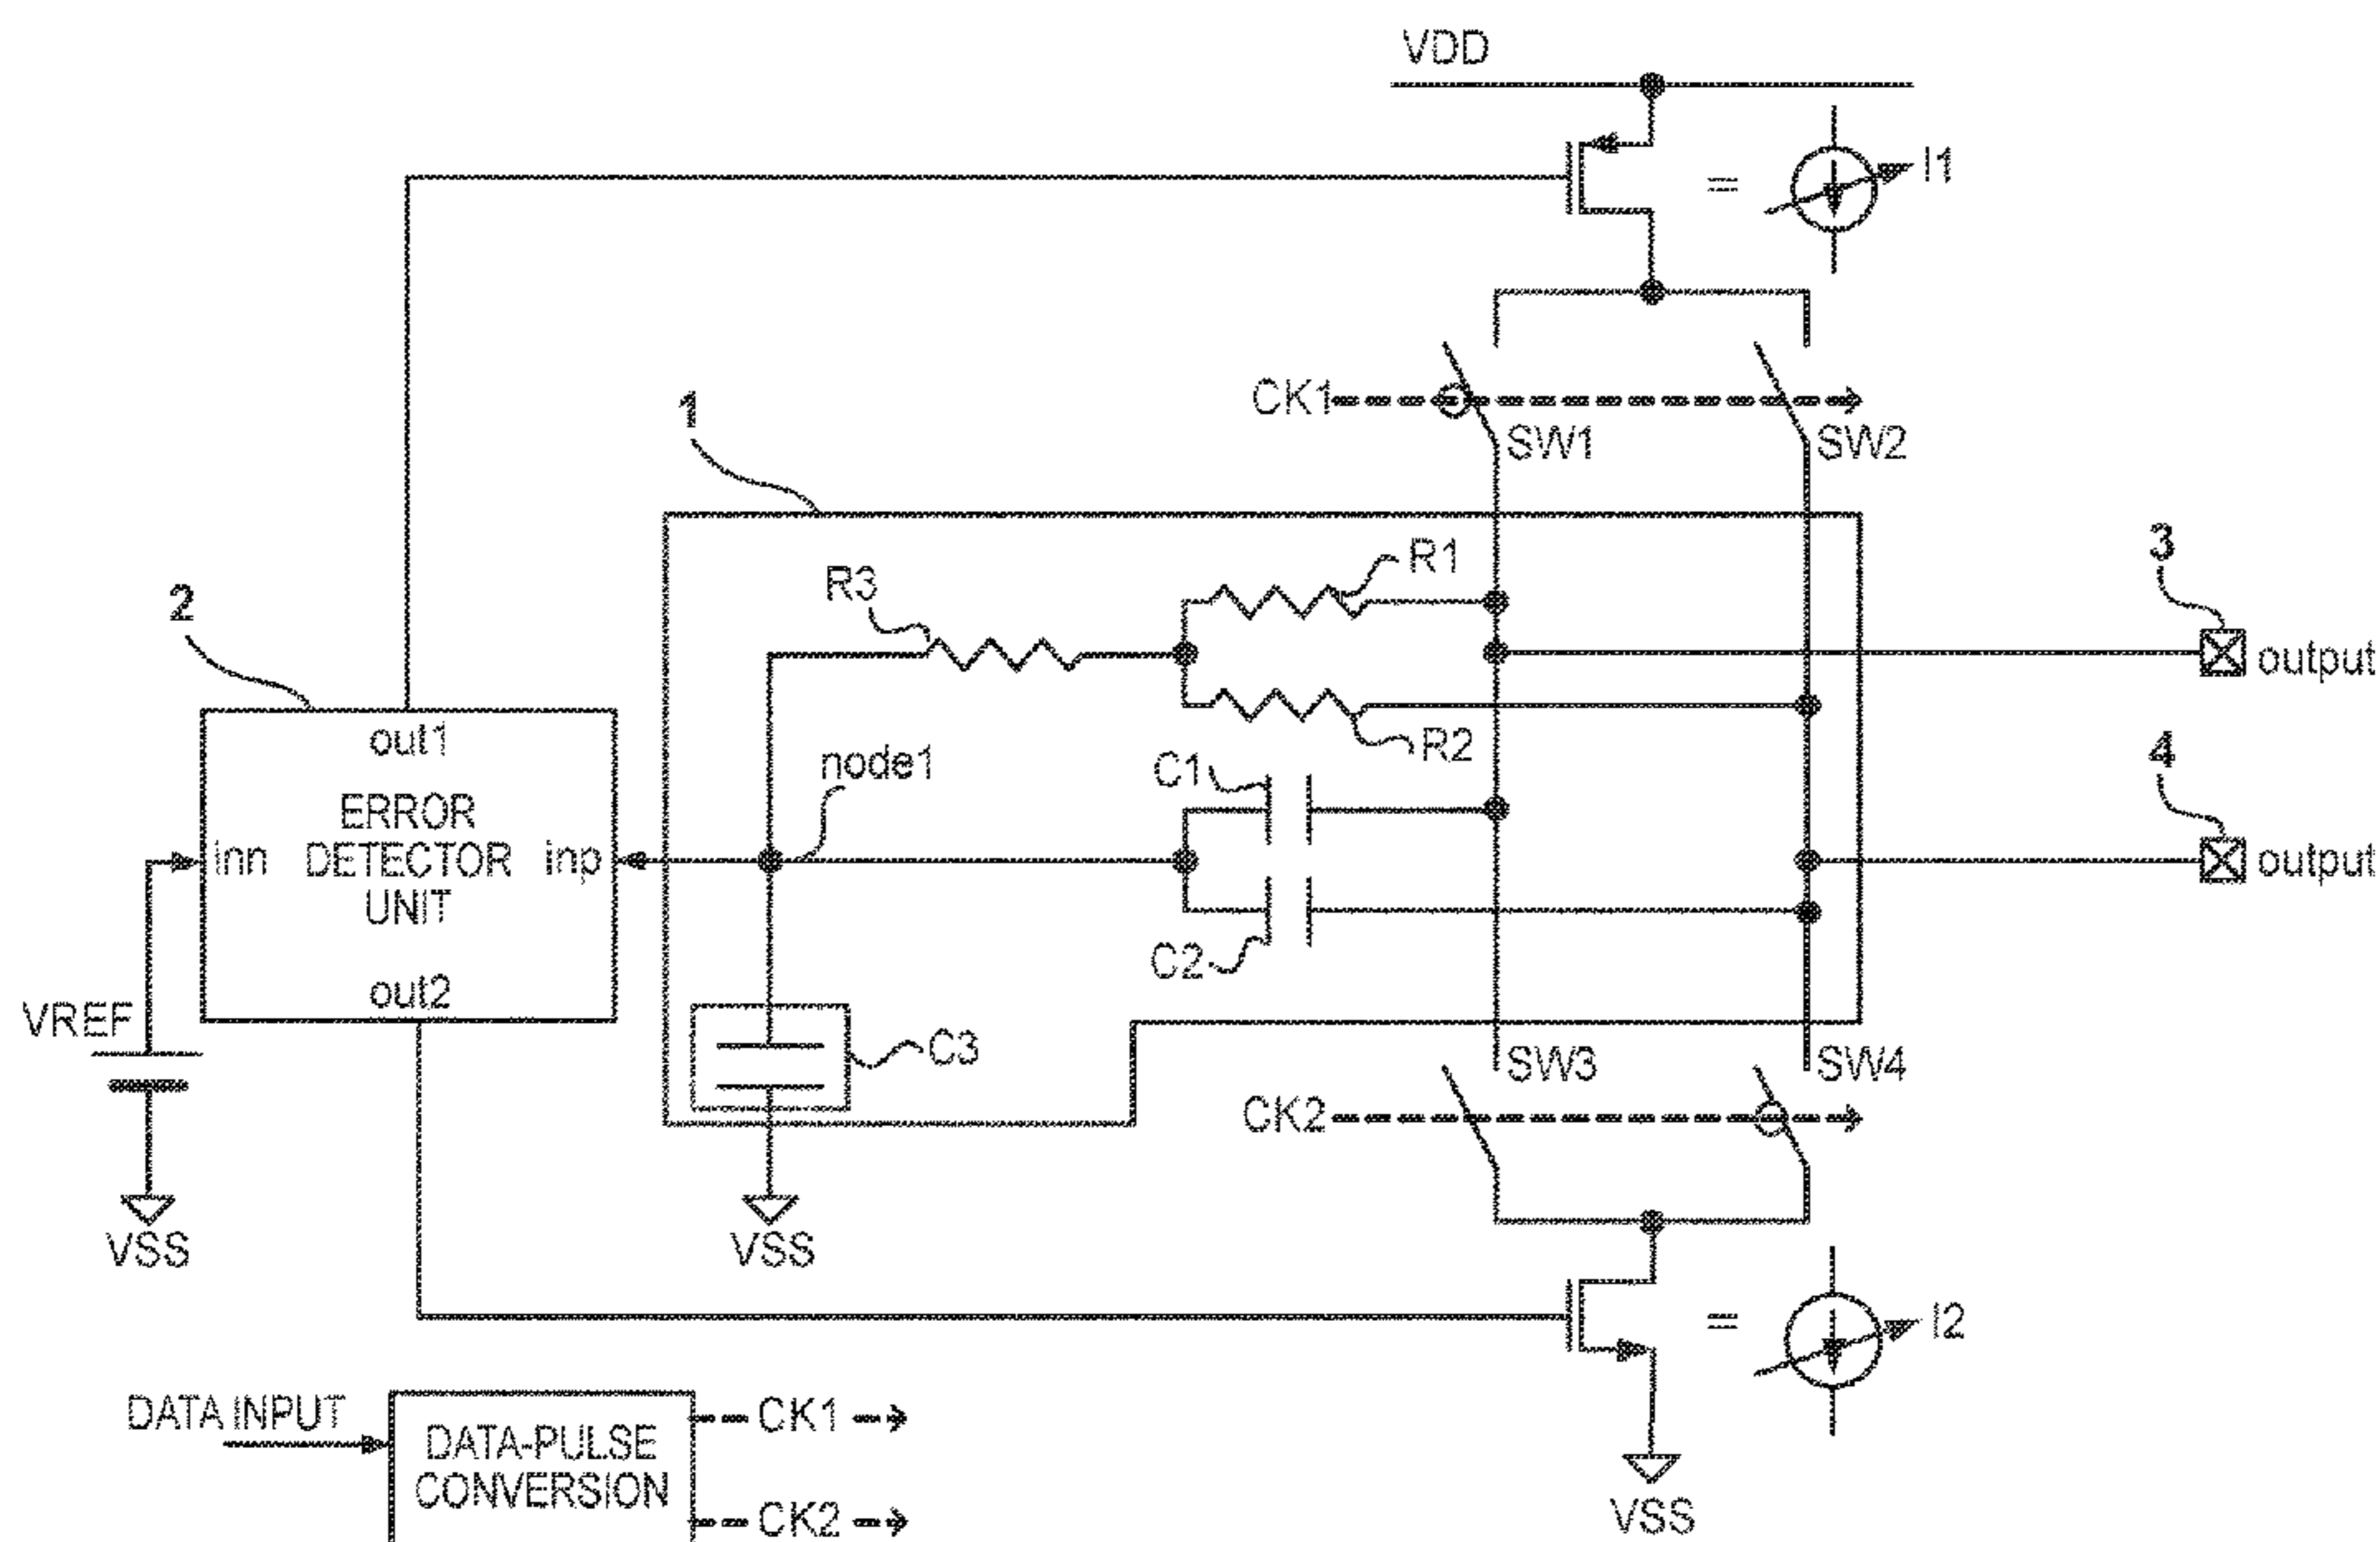 VDD
I1
=
CK1
SW1
SW2
1
R1
3
R3
output
2
R2
4
out1
node1
C1
ERROR
inn DETECTOR inp
UNIT
output
C2
out2
VREF
C3
SW3
SW4
CK2
VSS
VSS
=
I2
DATA INPUT
CK1
DATA-PULSE
CONVERSION
CK2
VSS